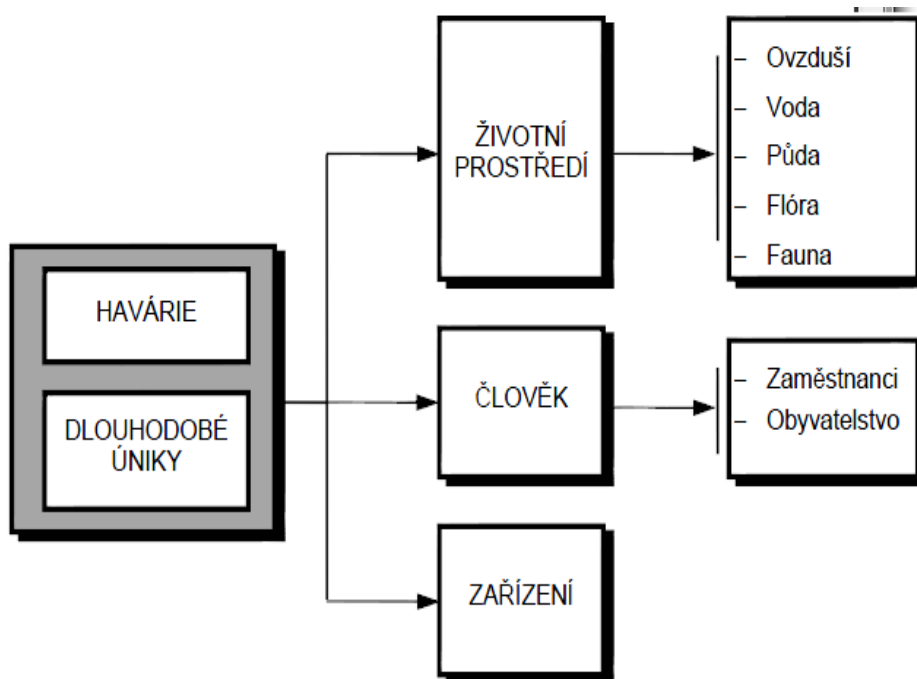 HAVÁRIE
DLOUHODOBÉ
ÚNIKY
ŽIVOTNÍ
PROSTŘEDÍ
– Ovzduší
– Voda
– Půda
– Flóra
– Fauna
ČLOVĚK
– Zaměstnanci
– Obyvatelstvo
ZAŘÍZENÍ